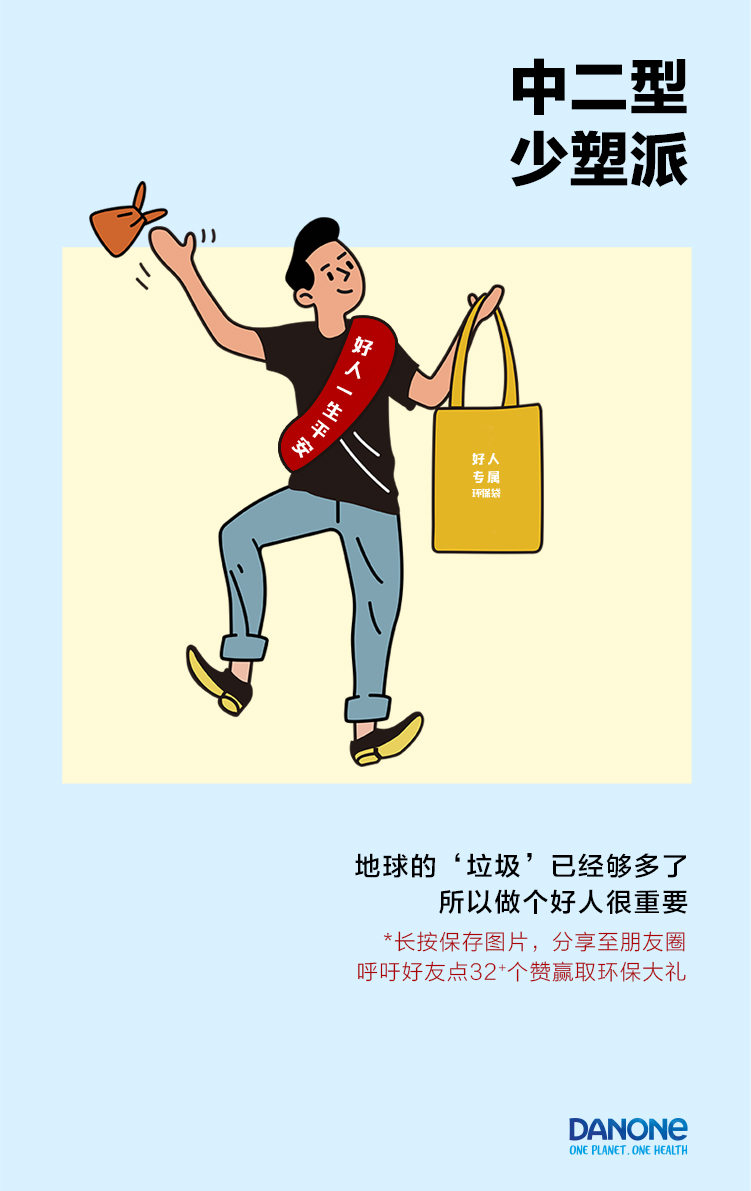 中二型
少塑派
好人一生平安
好人
专属
环保袋
地球的‘垃圾’已经够多了
所以做个好人很重要
*长按保存图片，分享至朋友圈
呼吁好友点32⁺个赞赢取环保大礼
DANONE
ONE PLANET. ONE HEALTH